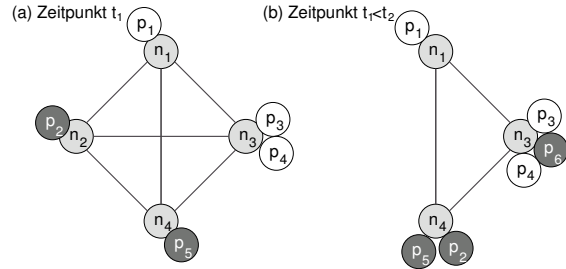 (a) Zeitpunkt t1
p1
n1
p2
n2
n3
p3
p4
n4
p5
(b) Zeitpunkt t1<t2
p1
n1
p3
n3
p6
p4
n4
p5
p2